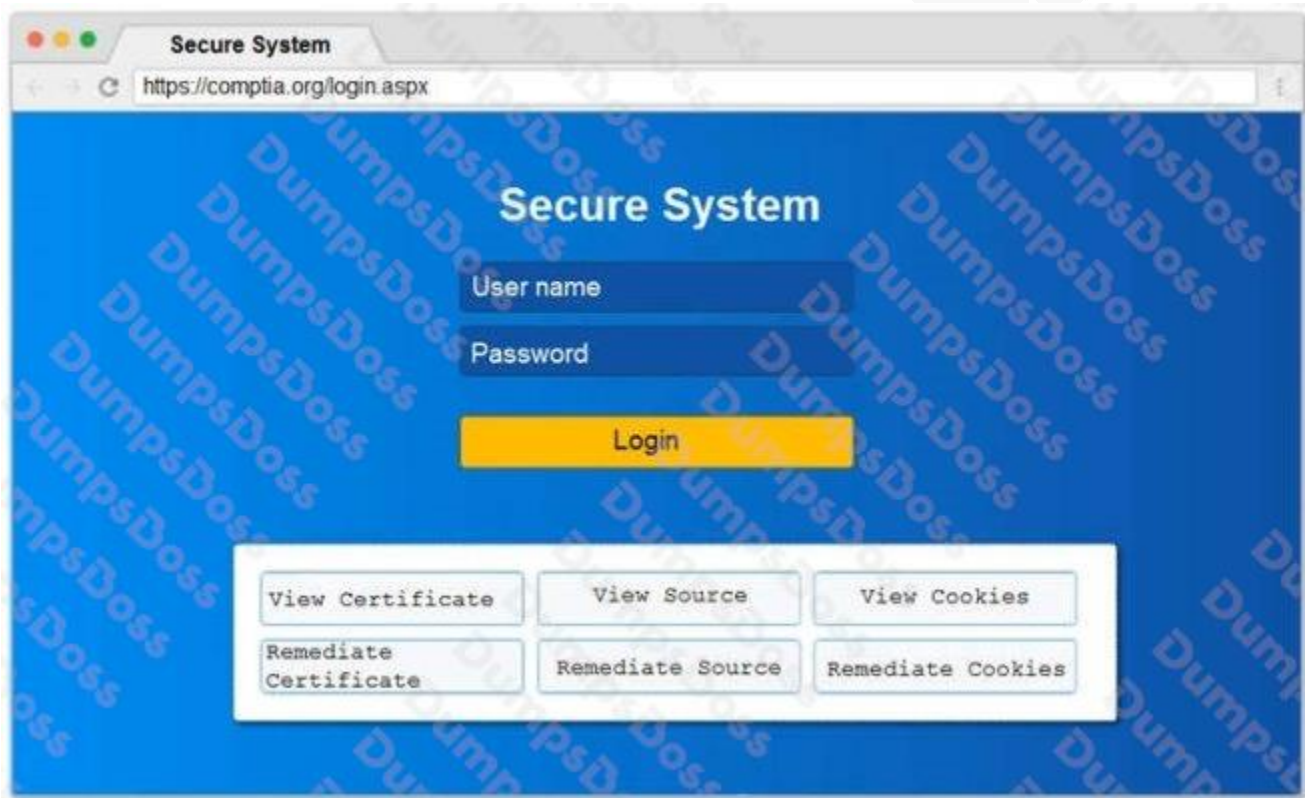 Secure System
https://comptia.org/login.aspx
Secure System
User name
Password
Login
View Certificate
View Source
View Cookies
Remediate Certificate
Remediate Source
Remediate Cookies
DumpsDoss